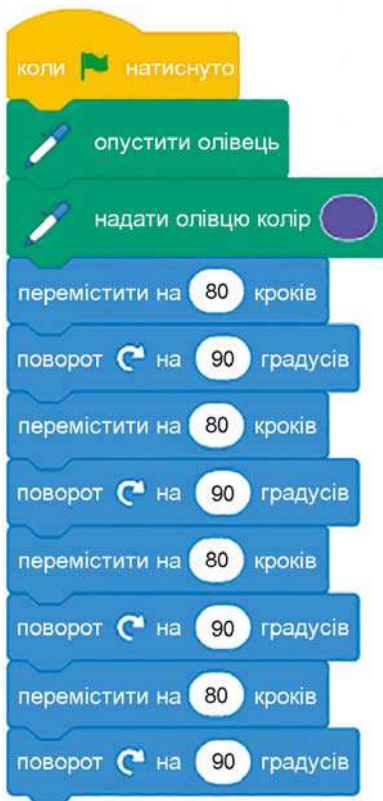 коли натиснуто
опустити олівець
надати олівцю колір
перемістити на 80 кроків
поворот на 90 градусів
перемістити на 80 кроків
поворот на 90 градусів
перемістити на 80 кроків
поворот на 90 градусів
перемістити на 80 кроків
поворот на 90 градусів